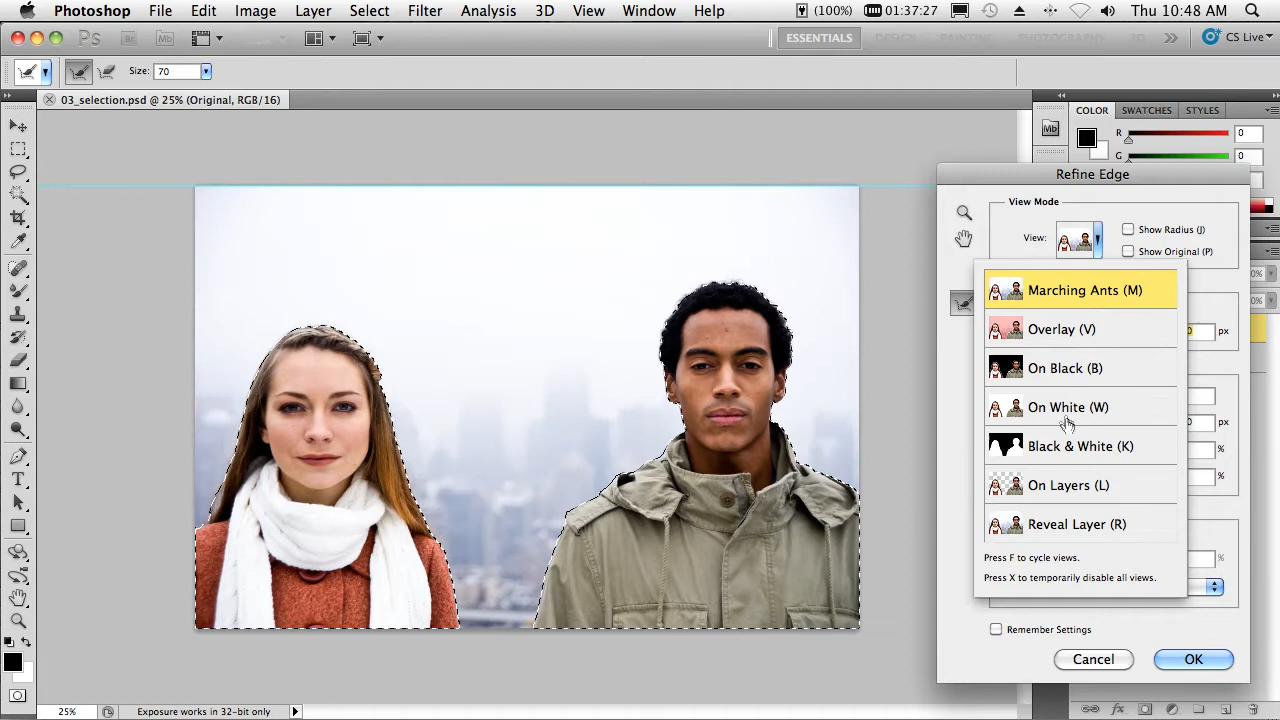 Photoshop File Edit Image Layer Select Filter Analysis 3D View Window Help (100%) 01:37:27 Thu 10:48 AM
Ps Br Mb ESSENTIALS DESIGN PAINTING PHOTOGRAPHY 3D CS Live
Size: 70
03_selection.psd @ 25% (Original, RGB/16)
COLOR SWATCHES STYLES
Mb
R 0
G 0
Refine Edge
View Mode
View:
Show Radius (J)
Show Original (P)
Marching Ants (M)
Overlay (V)
On Black (B)
On White (W)
Black & White (K)
On Layers (L)
Reveal Layer (R)
Press F to cycle views.
Press X to temporarily disable all views.
px
px
%
%
%
Remember Settings
Cancel OK
25% Exposure works in 32-bit only